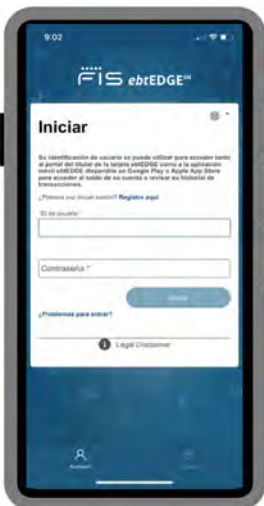 9:02
FIS ebtEDGE℠
Iniciar
Su identificación de usuario se puede utilizar para acceder tanto
al portal del titular de la tarjeta ebtEDGE como a la aplicación
móvil ebtEDGE disponible en Google Play o Apple App Store
para acceder al saldo de su cuenta o revisar su historial de
transacciones.
¿Primera vez iniciar sesión? Registro aquí
ID de usuario *
Contraseña *
¿Problemas para entrar?
Legal Disclaimer